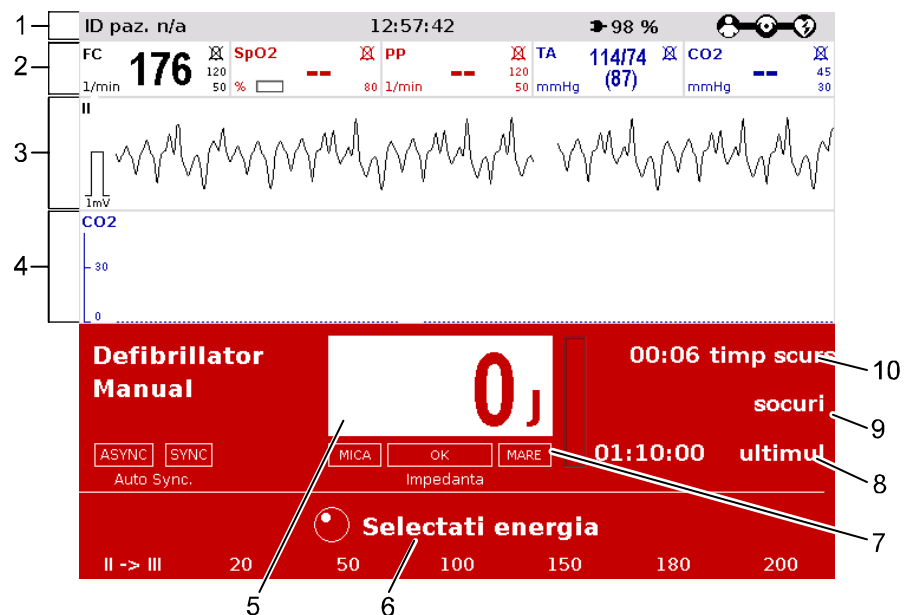 1 ID paz. n/a 12:57:42 98 %
2 FC 176 120 50 1/min SpO2 -- % 80 PP -- 120 50 1/min TA 114/74 (87) mmHg CO2 -- 45 30 mmHg
3 II
1mV
4 CO2
30
0
Defibrillator 0 J 00:06 timp scurs 10
Manual
socuri 9
ASYNC SYNC MICA OK MARE 01:10:00 ultimul 8
Auto Sync. Impedanta 7
Selectati energia
II -> III 20 50 100 150 180 200
5 6